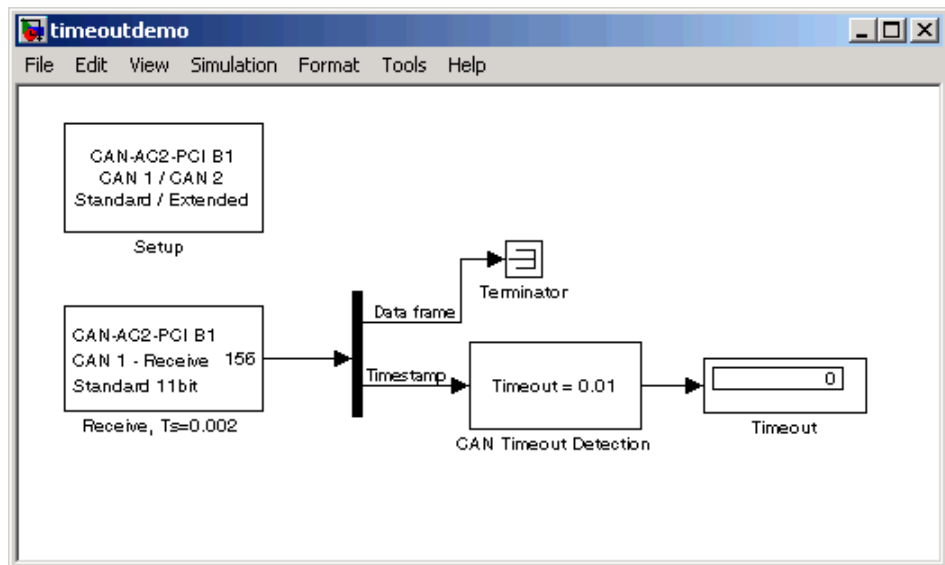 timeoutdemo
File Edit View Simulation Format Tools Help
CAN-AC2-PCI B1
CAN 1 / CAN 2
Standard / Extended
Setup
Terminator
Data frame
CAN-AC2-PCI B1
CAN 1 - Receive 156
Standard 11bit
Receive, Ts=0.002
Timestamp
Timeout = 0.01
CAN Timeout Detection
0
Timeout